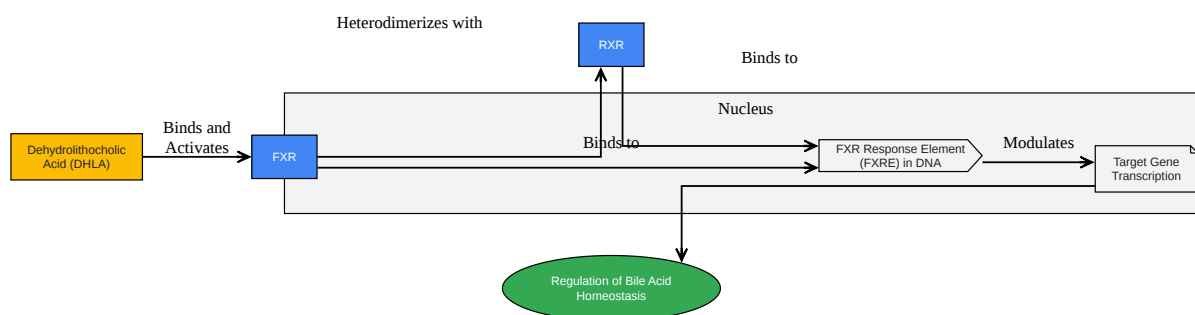 Heterodimerizes with
RXR
Binds to
Nucleus
Binds and
Activates
Dehydrolithocholic
Acid (DHLA)
FXR
Binds to
FXR Response Element
(FXRE) in DNA
Modulates
Target Gene
Transcription
Regulation of Bile Acid
Homeostasis